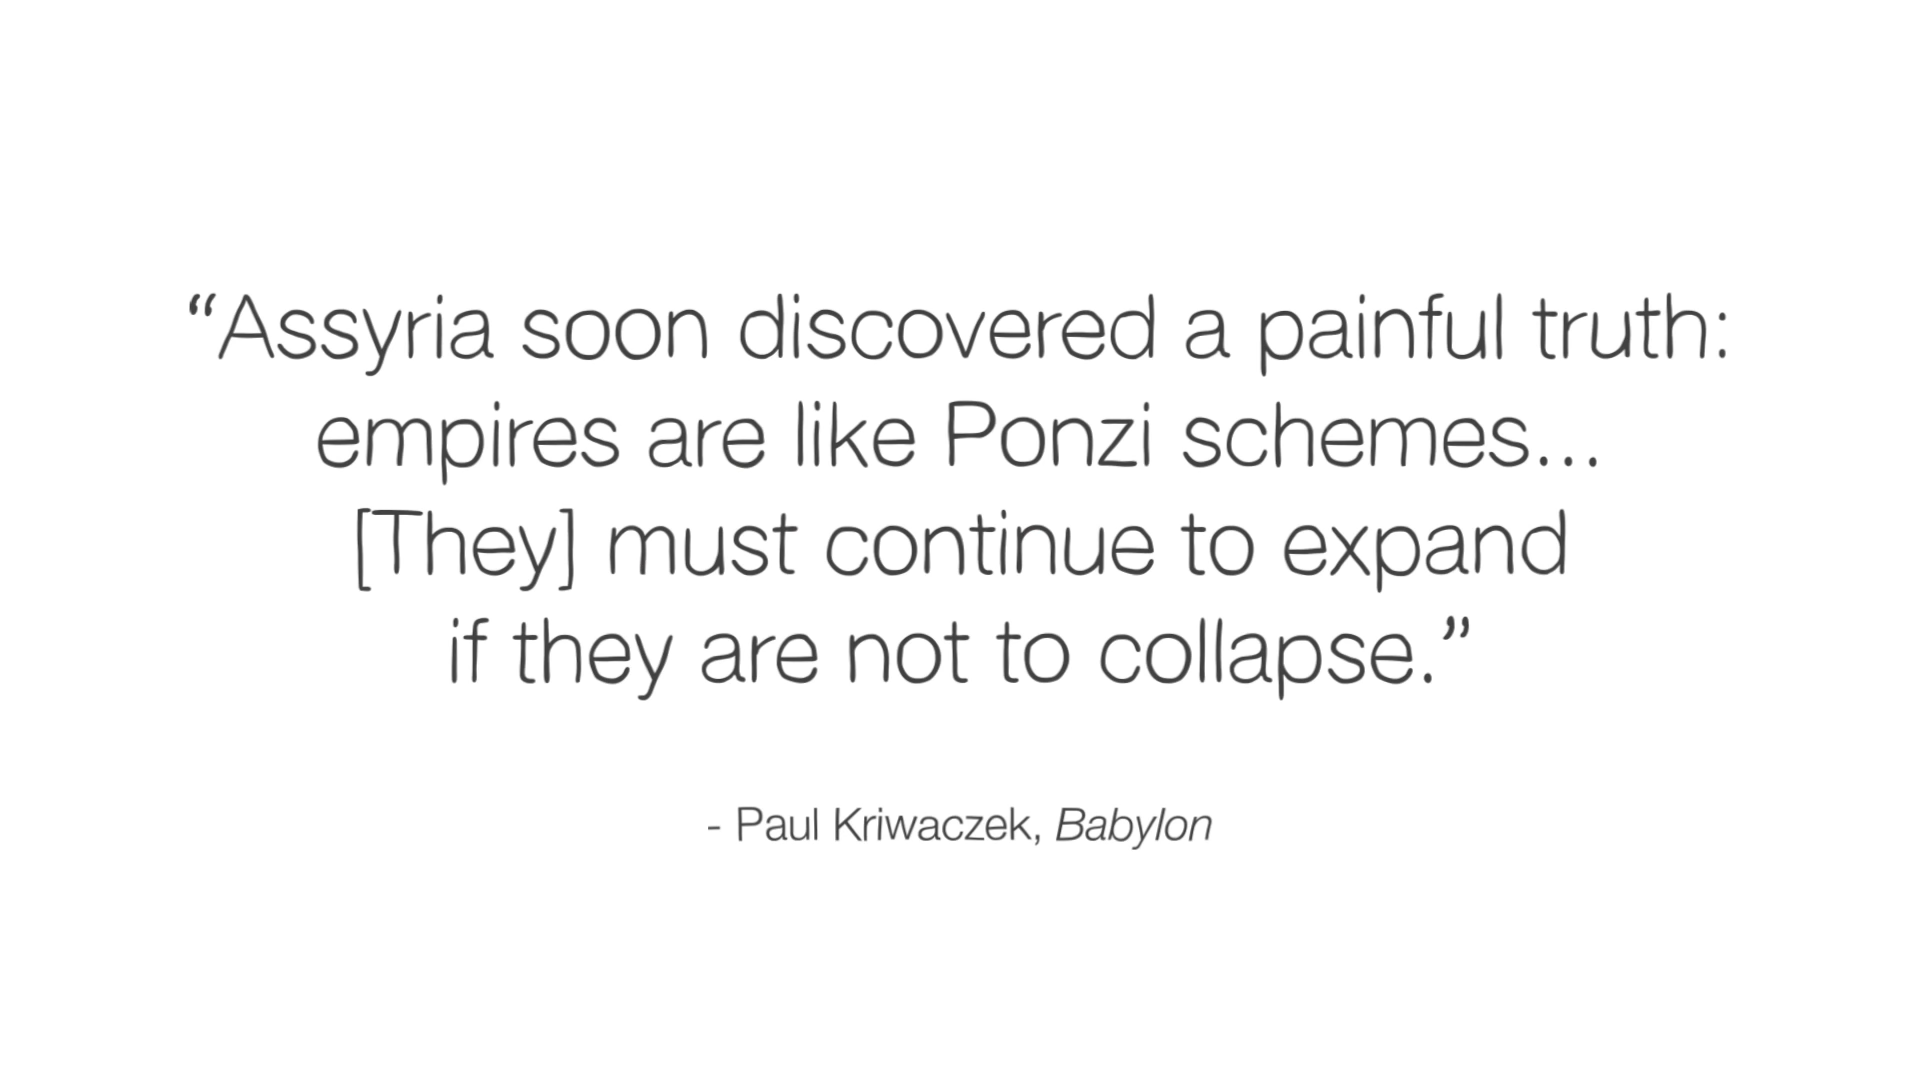 “Assyria soon discovered a painful truth:
empires are like Ponzi schemes...
[They] must continue to expand
if they are not to collapse.”
- Paul Kriwaczek, Babylon